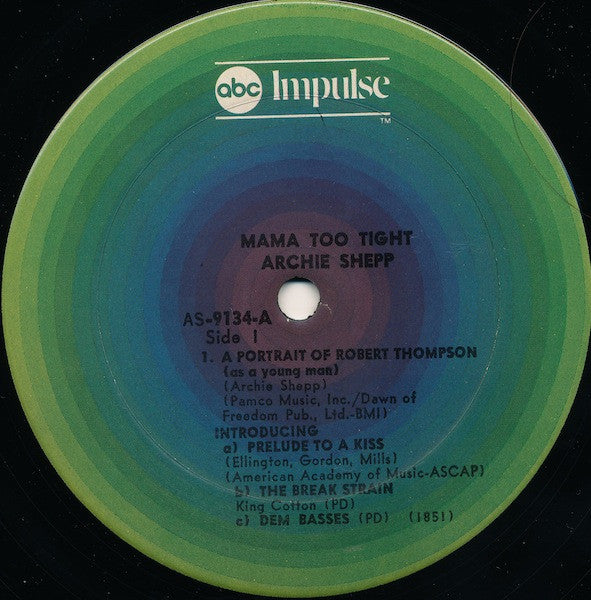 abc Impulse
TM
MAMA TOO TIGHT
ARCHIE SHEPP
AS-9134-A
Side 1
1. A PORTRAIT OF ROBERT THOMPSON
(as a young man)
(Archie Shepp)
(Pamco Music, Inc./Dawn of
Freedom Pub., Ltd.-BMI)
INTRODUCING
a) PRELUDE TO A KISS
(Ellington, Gordon, Mills)
(American Academy of Music-ASCAP)
b) THE BREAK STRAIN
King Cotton (PD)
c) DEM BASSES (PD) (1851)